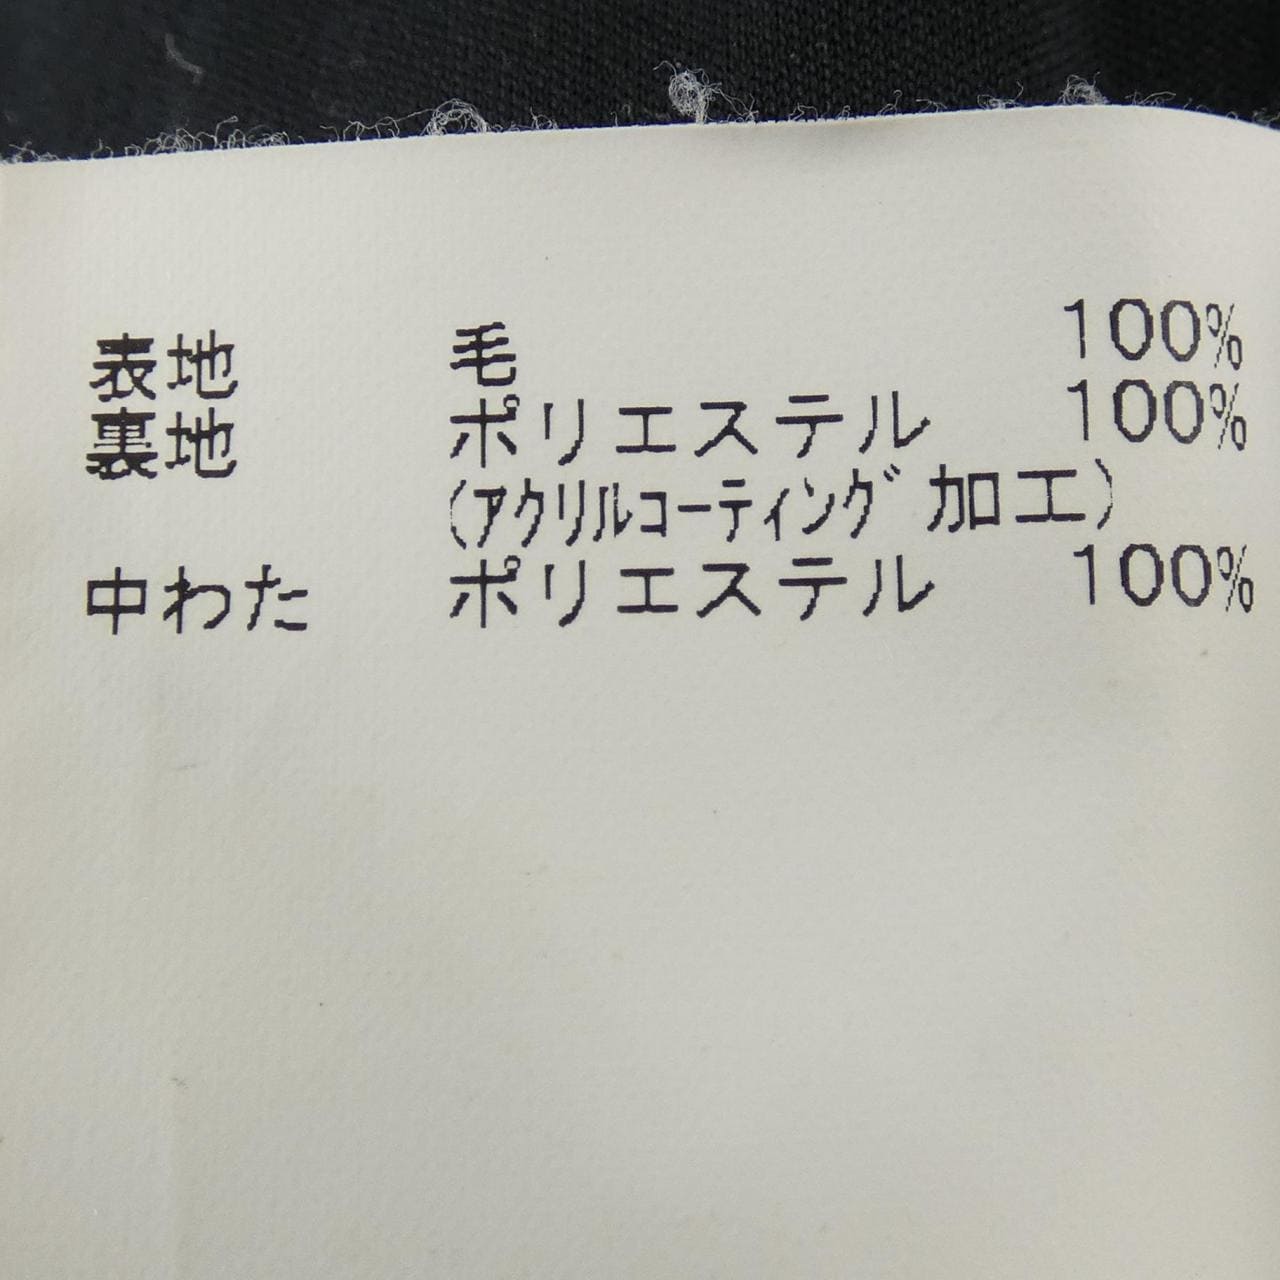 表地 毛 100%
裏地 ポリエステル 100%
(ｱｸﾘﾙｺｰﾃｨﾝｸﾞ加工)
中わた ポリエステル 100%